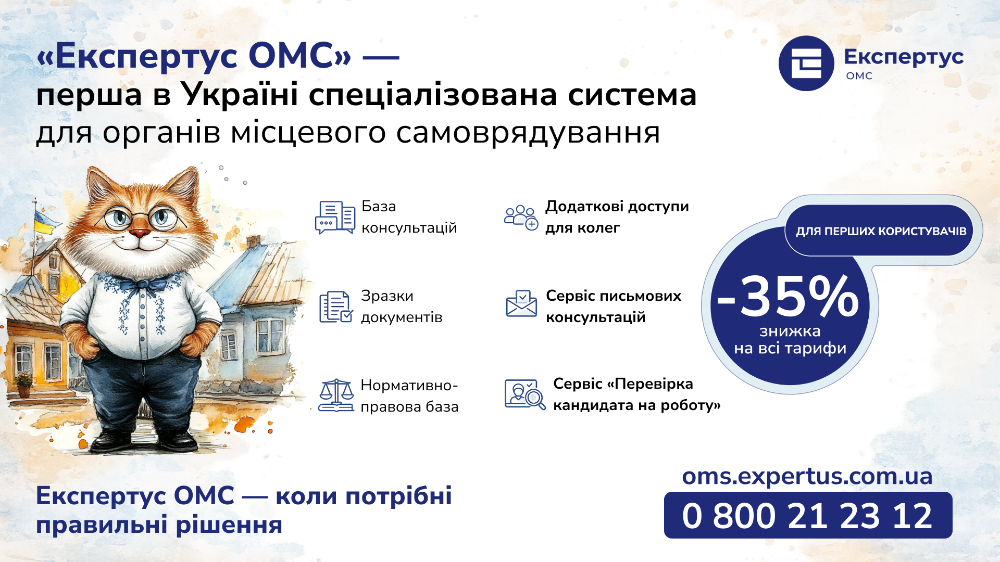 «Експертус ОМС» —
перша в Україні спеціалізована система
для органів місцевого самоврядування
Експертус
ОМС
База
консультацій
Додаткові доступи
для колег
Зразки
документів
Сервіс письмових
консультацій
Нормативно-
правова база
Сервіс «Перевірка
кандидата на роботу»
ДЛЯ ПЕРШИХ КОРИСТУВАЧІВ
-35%
знижка
на всі тарифи
Експертус ОМС — коли потрібні
правильні рішення
oms.expertus.com.ua
0 800 21 23 12